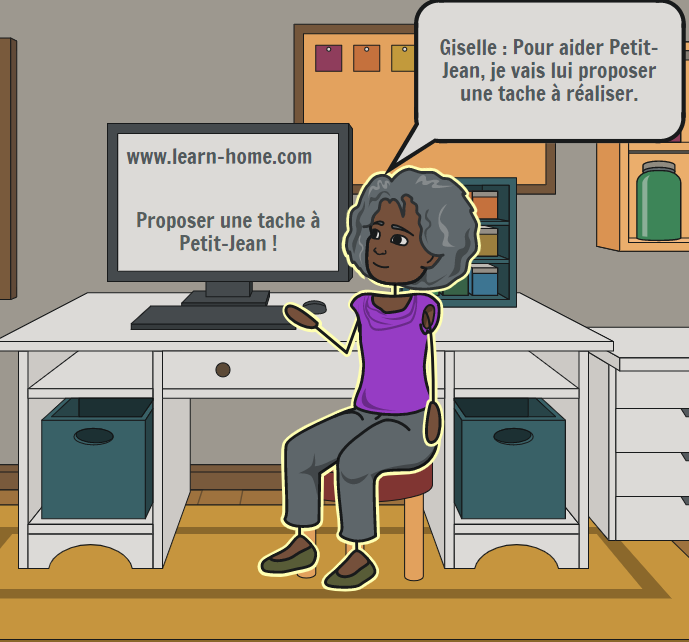 Giselle : Pour aider Petit-
Jean, je vais lui proposer
une tache à réaliser.
www.learn-home.com
Proposer une tache à
Petit-Jean !